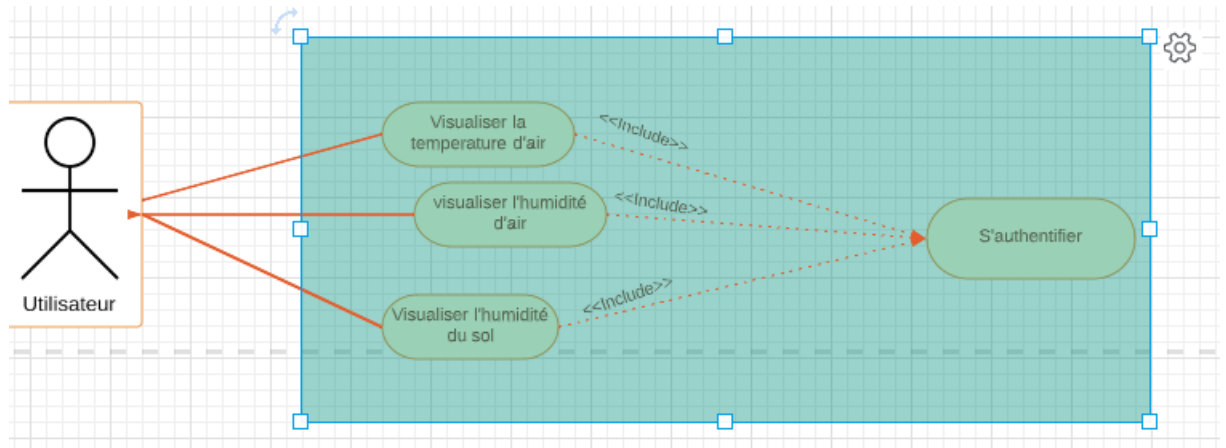 Visualiser la
temperature d'air
<<Include>>
visualiser l'humidité
d'air
<<Include>>
S'authentifier
Utilisateur
Visualiser l'humidité
du sol
<<Include>>